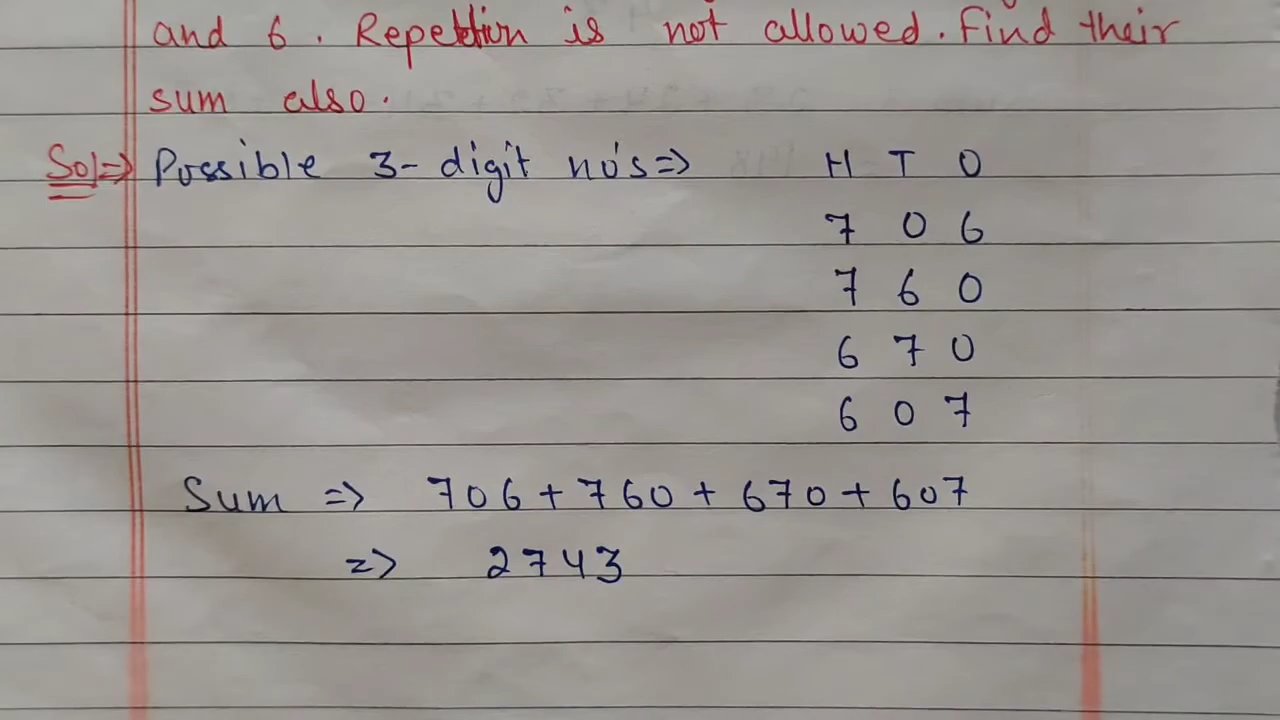 and 6. Repetition is not allowed. Find their
sum also.
Sol=> Possible 3-digit no's=> H T O
7 0 6
7 6 0
6 7 0
6 0 7
Sum => 706 + 760 + 670 + 607
=> 2743